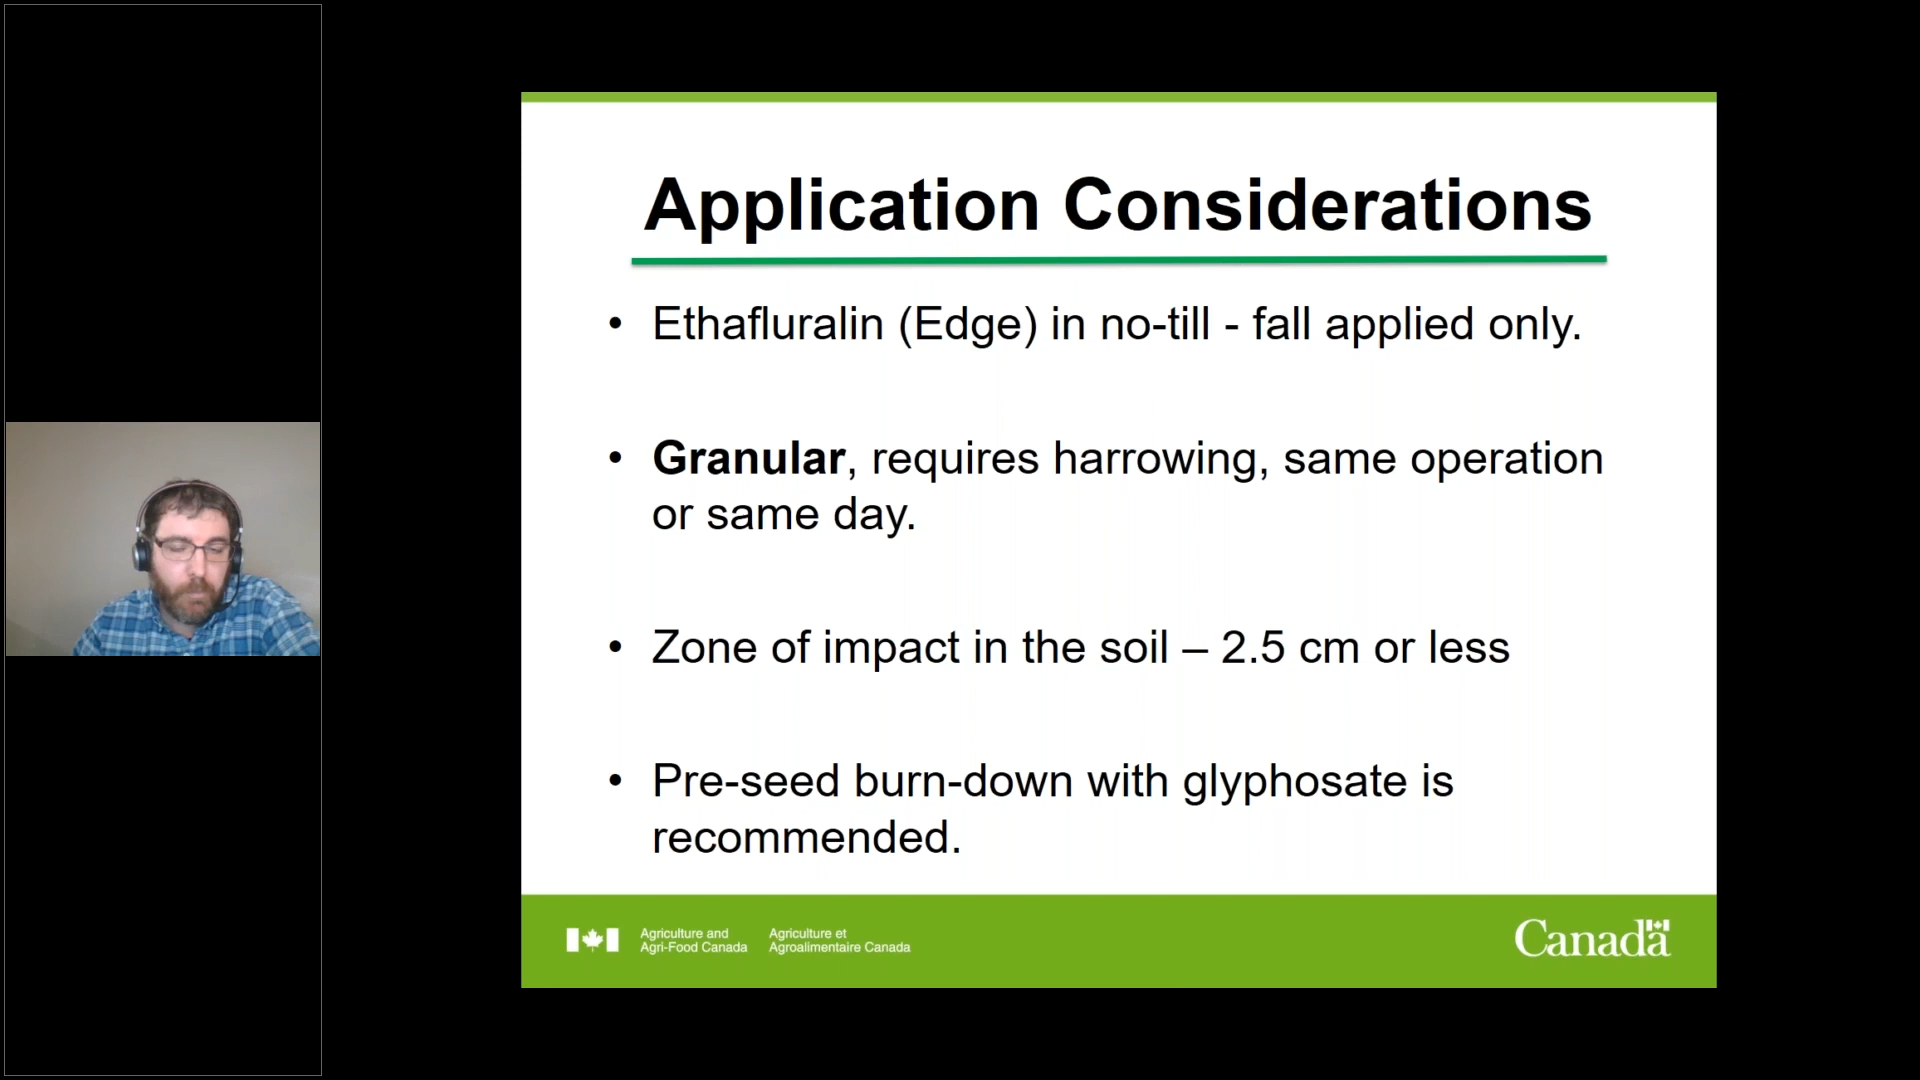 Application Considerations
• Ethafluralin (Edge) in no-till - fall applied only.
• Granular, requires harrowing, same operation
or same day.
• Zone of impact in the soil – 2.5 cm or less
• Pre-seed burn-down with glyphosate is
recommended.
Agriculture and
Agri-Food Canada
Agriculture et
Agroalimentaire Canada
Canada